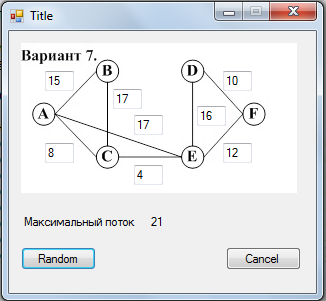 Title
Вариант 7.
B
D
15
10
17
A
17
16
F
8
12
C
E
4
Максимальный поток 21
Random
Cancel